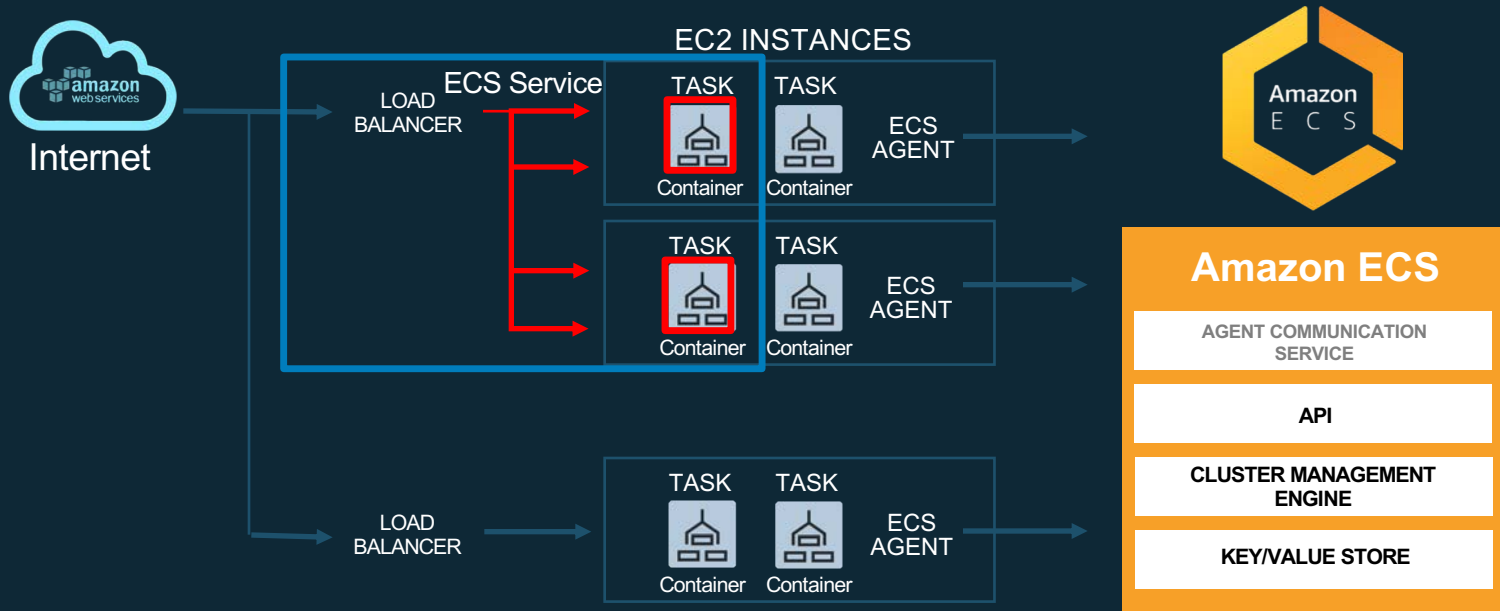 amazon
web services
Internet
EC2 INSTANCES
ECS Service
LOAD
BALANCER
TASK
TASK
Container
Container
ECS
AGENT
TASK
TASK
Container
Container
ECS
AGENT
LOAD
BALANCER
TASK
TASK
Container
Container
ECS
AGENT
Amazon
E C S
Amazon ECS
AGENT COMMUNICATION
SERVICE
API
CLUSTER MANAGEMENT
ENGINE
KEY/VALUE STORE